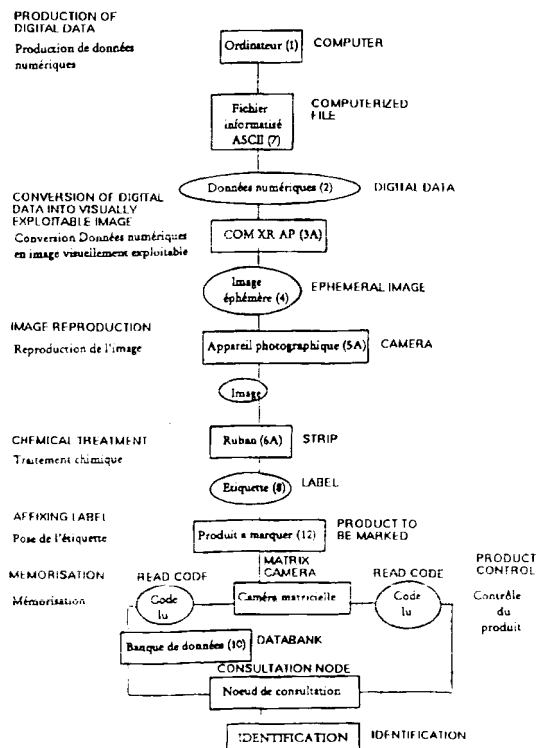 PRODUCTION OF
DIGITAL DATA
Production de données
numériques
Ordinateur (1)
COMPUTER
Fichier
informatisé
ASCII (7)
COMPUTERIZED
FILE
Données numériques (2)
DIGITAL DATA
CONVERSION OF DIGITAL
DATA INTO VISUALLY
EXPLOITABLE IMAGE
Conversion Données numériques
en image visuellement exploitable
COM XR AP (3A)
Image
éphémère (4)
EPHEMERAL IMAGE
IMAGE REPRODUCTION
Reproduction de l'image
Appareil photographique (5A)
CAMERA
Image
CHEMICAL TREATMENT
Traitement chimique
Ruban (6A)
STRIP
Etiquette (8)
LABEL
AFFIXING LABEL
Pose de l'étiquette
Produit a marquer (12)
PRODUCT TO
BE MARKED
MATRIX
CAMERA
MEMORISATION
Mémorisation
READ CODE
Code
lu
Caméra matricielle
READ CODE
Code
lu
PRODUCT
CONTROL
Contrôle
du
produit
Banque de données (10)
DATABANK
CONSULTATION NODE
Noeud de consultation
IDENTIFICATION
IDENTIFICATION